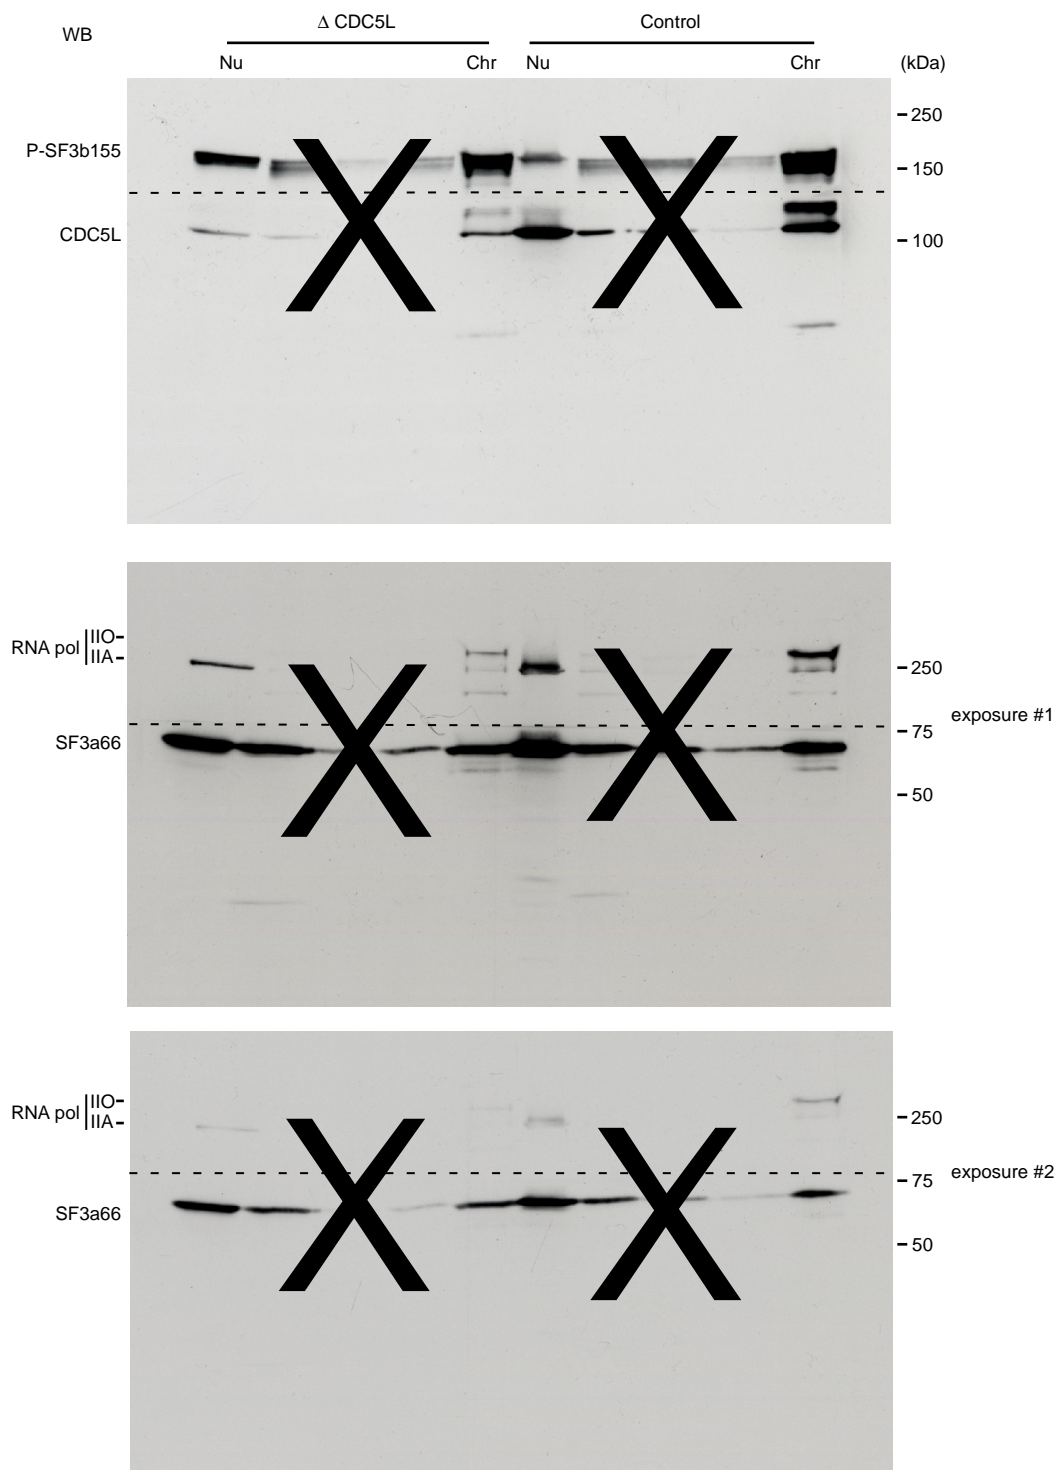 WB
Δ CDC5L Control
Nu Chr Nu Chr (kDa)
250
P-SF3b155
150
CDC5L
100
RNA pol IIO
IIA
250
exposure #1
SF3a66
75
50
RNA pol IIO
IIA
250
exposure #2
75
SF3a66
50